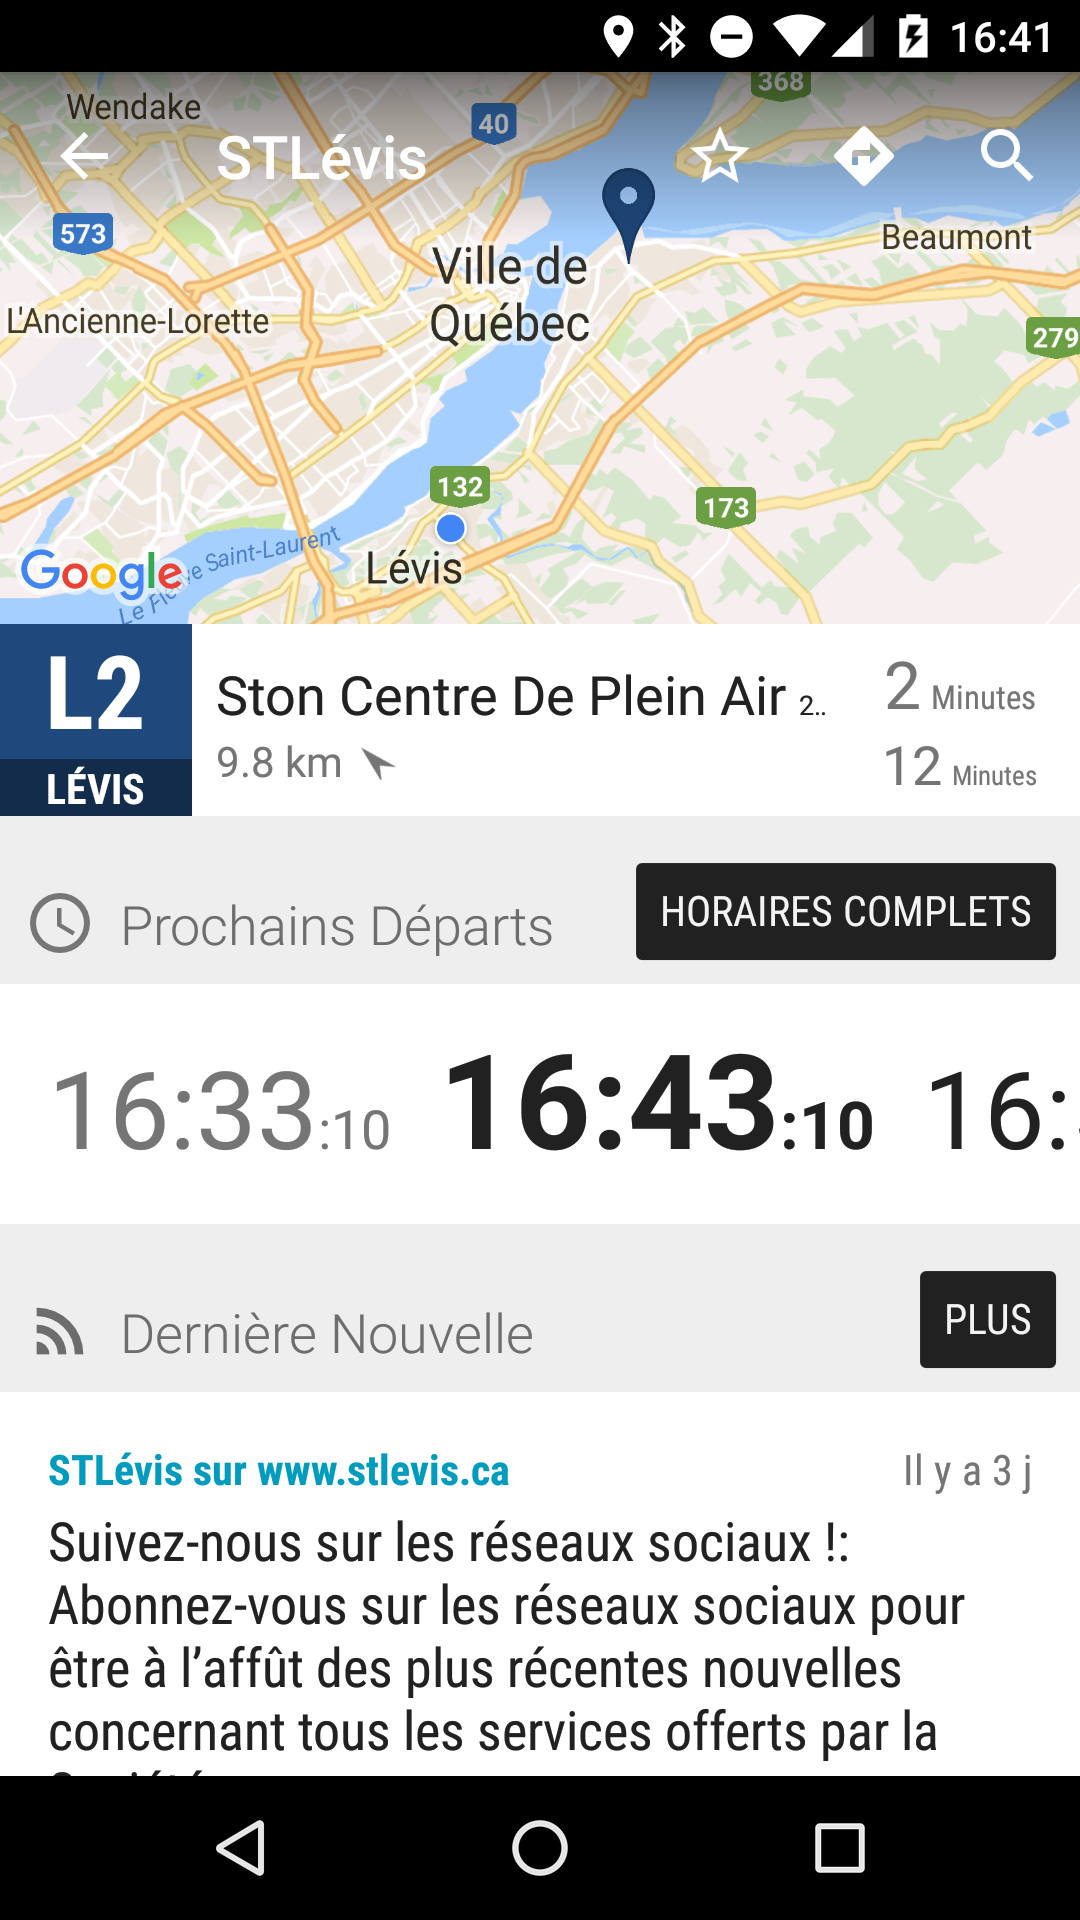 16:41
Wendake
368
40
STLévis
573
Beaumont
Ville de
Québec
L'Ancienne-Lorette
279
132
173
Le Fleuve Saint-Laurent
Lévis
Google
L2
LÉVIS
Ston Centre De Plein Air 2..
9.8 km
2 Minutes
12 Minutes
Prochains Départs
HORAIRES COMPLETS
16:33:10
16:43:10
16:
Dernière Nouvelle
PLUS
STLévis sur www.stlevis.ca
Il y a 3 j
Suivez-nous sur les réseaux sociaux !:
Abonnez-vous sur les réseaux sociaux pour
être à l’affût des plus récentes nouvelles
concernant tous les services offerts par la